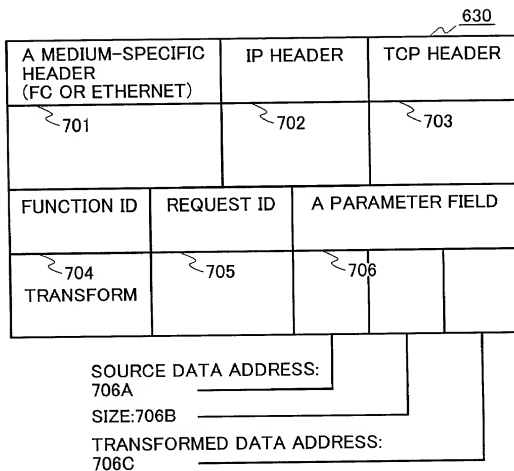 630
A MEDIUM-SPECIFIC
HEADER
(FC OR ETHERNET)
IP HEADER
TCP HEADER
701
702
703
FUNCTION ID
REQUEST ID
A PARAMETER FIELD
704
705
706
TRANSFORM
SOURCE DATA ADDRESS:
706A
SIZE:706B
TRANSFORMED DATA ADDRESS:
706C